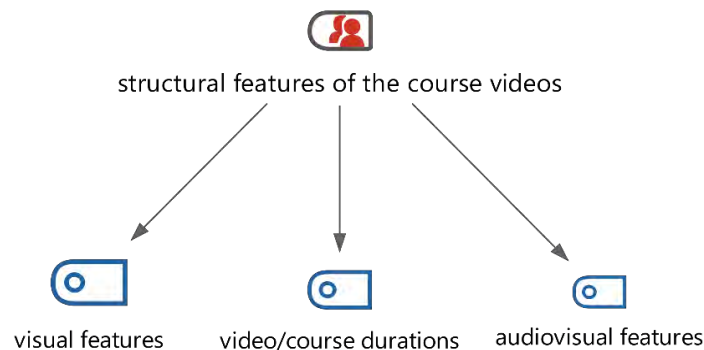 structural features of the course videos
visual features
video/course durations
audiovisual features